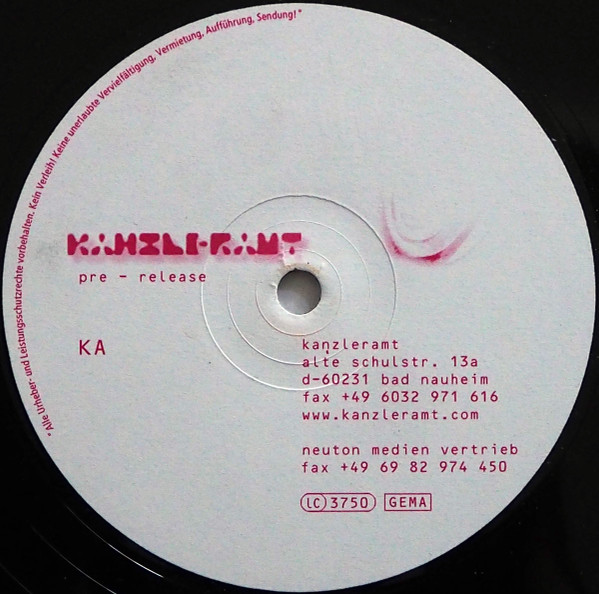 * Alle Urheber- und Leistungsschutzrechte vorbehalten. Kein Verleih! Keine unerlaubte Vervielfältigung, Vermietung, Aufführung, Sendung! *
KANZLERAMT
pre - release
KA
kanzleramt
alte schulstr. 13a
d-60231 bad nauheim
fax +49 6032 971 616
www.kanzleramt.com
neuton medien vertrieb
fax +49 69 82 974 450
LC 3750 GEMA